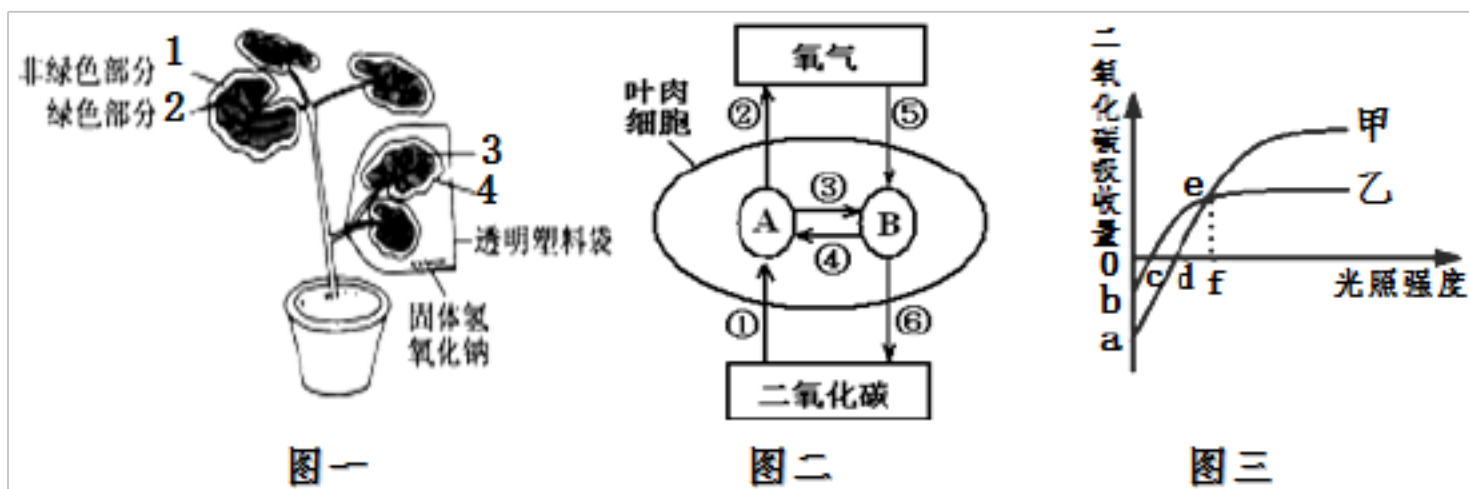 非绿色部分 1
绿色部分 2
3
4
透明塑料袋
固体氢
氧化钠
图一
氧气
叶肉
细胞
②
⑤
③
A
B
④
①
⑥
二氧化碳
图二
二氧化碳吸收量
甲
乙
e
0
c
d
f
光照强度
b
a
图三